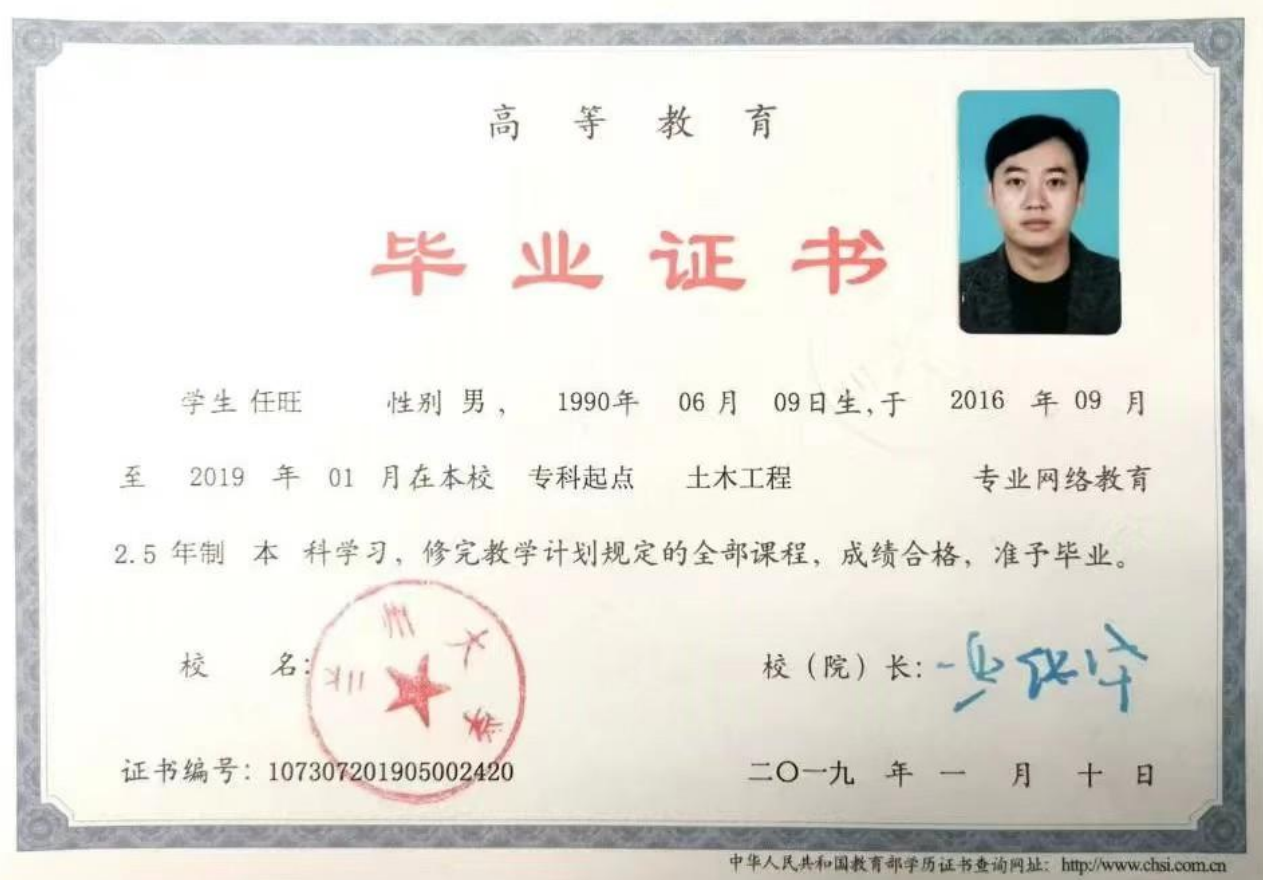 高等教育
毕业证书
学生 任旺 性别 男， 1990年 06月 09日生,于 2016 年 09 月
至 2019 年 01 月在本校 专科起点 土木工程 专业网络教育
2.5 年制 本 科学习，修完教学计划规定的全部课程，成绩合格，准予毕业。
校 名: 校（院）长:
证书编号：107307201905002420 二〇一九 年 一 月 十 日
中华人民共和国教育部学历证书查询网址：http://www.chsi.com.cn